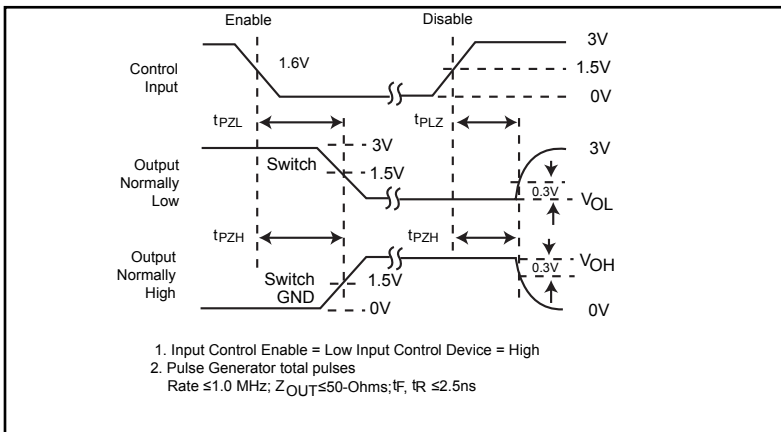 Enable
Disable
Control
Input
1.6V
3V
1.5V
0V
tPZL
tPLZ
Output
Normally
Low
Switch
3V
1.5V
3V
0.3V
VOL
tPZH
tPZH
Output
Normally
High
Switch
GND
1.5V
0V
VOH
0.3V
0V
1. Input Control Enable = Low Input Control Device = High
2. Pulse Generator total pulses
Rate ≤1.0 MHz; ZOUT≤50-Ohms;tF, tR ≤2.5ns